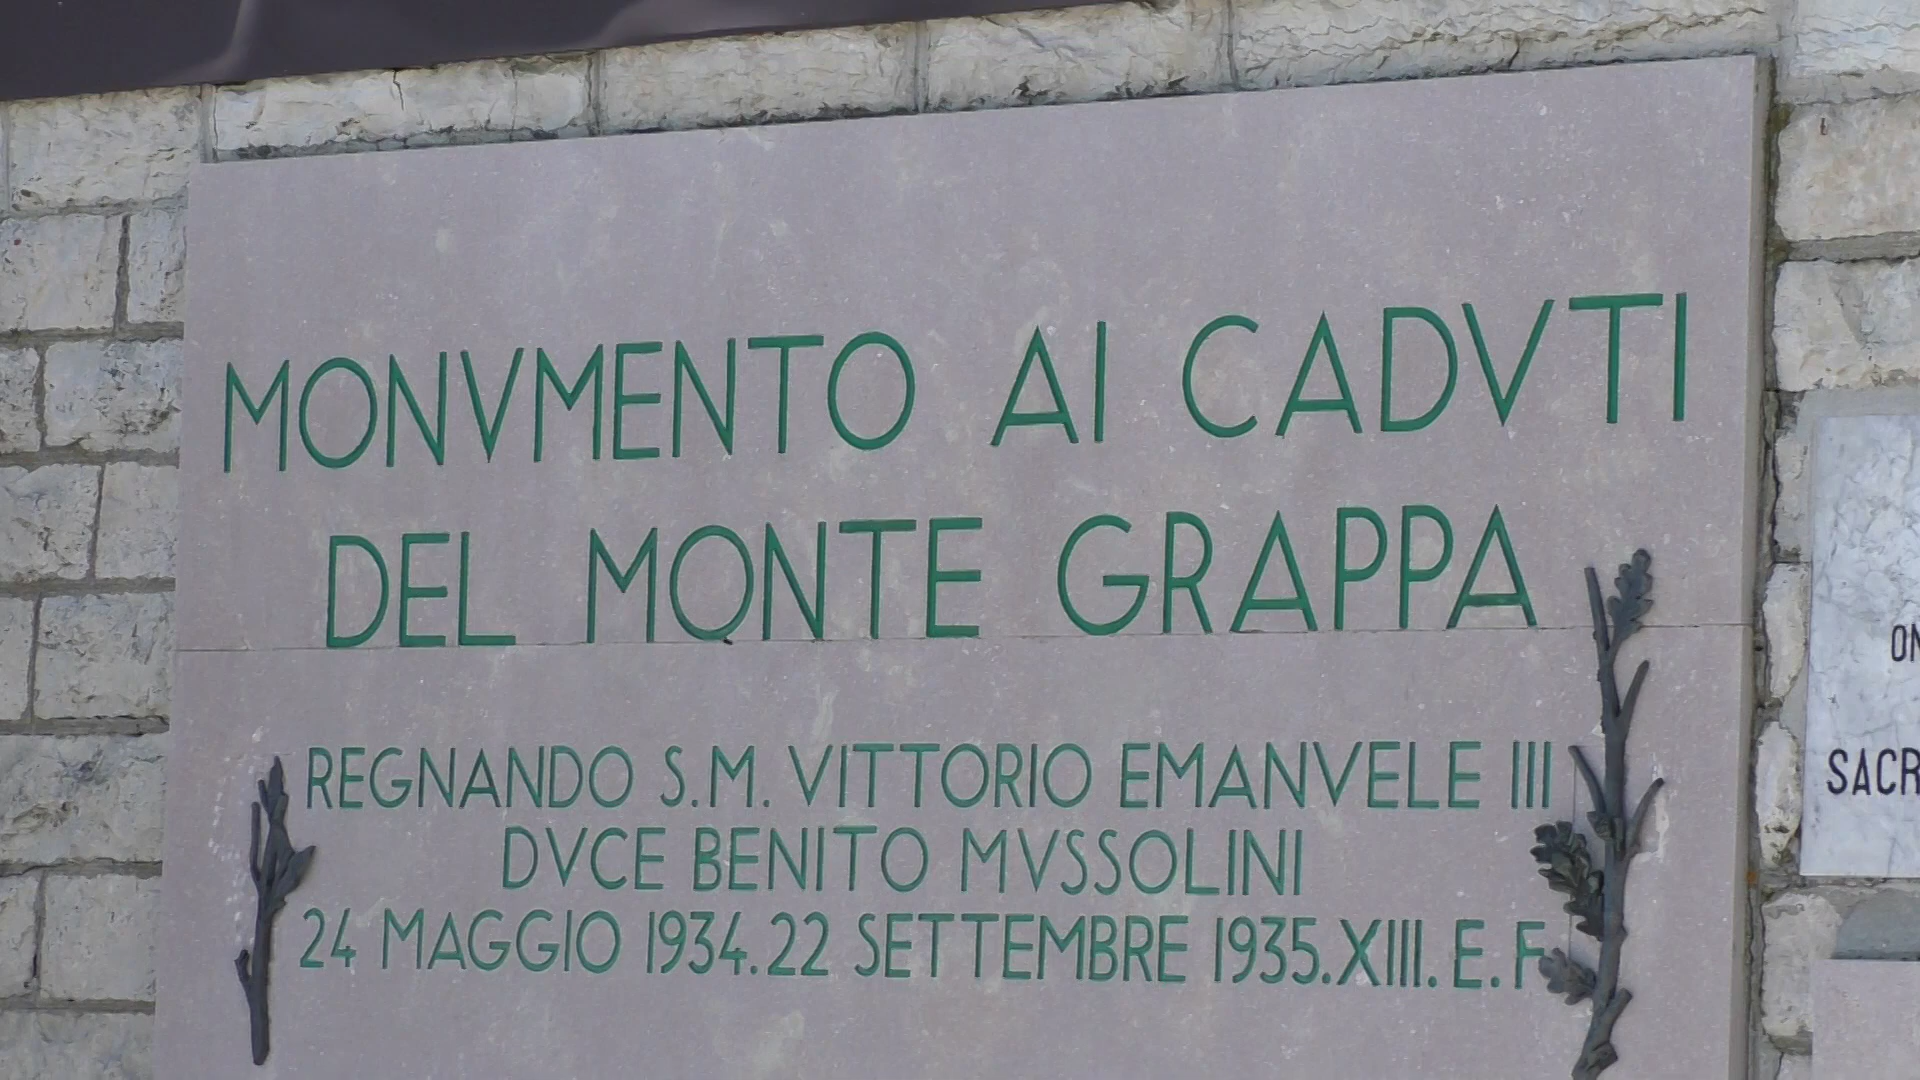 MONVMENTO AI CADVTI
DEL MONTE GRAPPA
REGNANDO S.M. VITTORIO EMANVELE III
DVCE BENITO MVSSOLINI
24 MAGGIO 1934.22 SETTEMBRE 1935.XIII. E. F